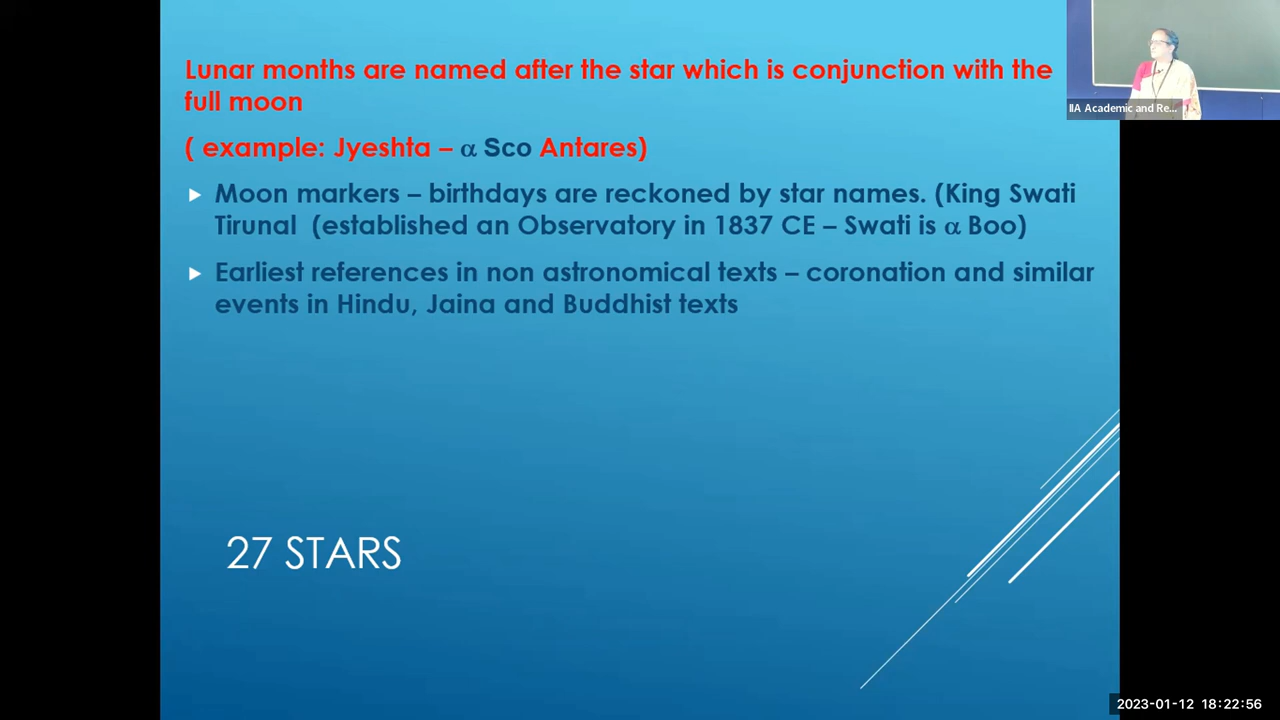 Lunar months are named after the star which is conjunction with the
full moon
( example: Jyeshta – α Sco Antares)
Moon markers – birthdays are reckoned by star names. (King Swati
Tirunal (established an Observatory in 1837 CE – Swati is α Boo)
Earliest references in non astronomical texts – coronation and similar
events in Hindu, Jaina and Buddhist texts
27 STARS
IIA Academic and Re...
2023-01-12 18:22:56